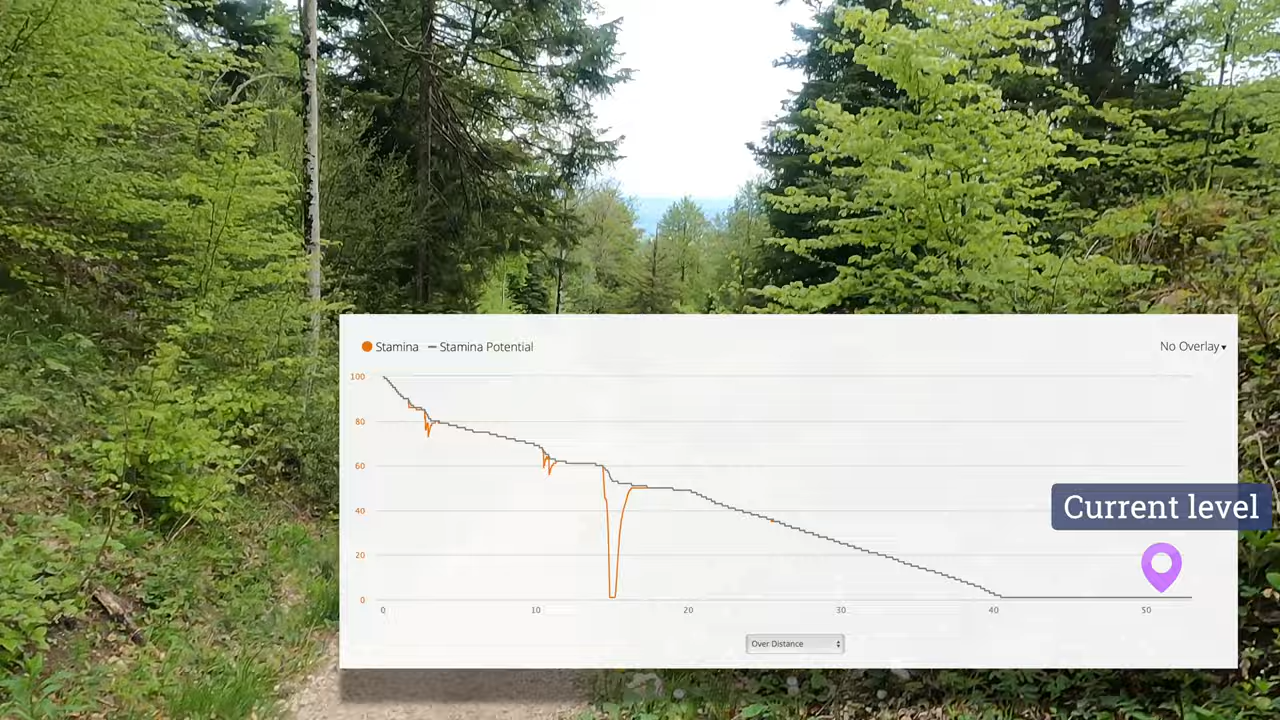 Stamina Stamina Potential
No Overlay
100
80
60
40
20
0
0 10 20 30 40 50
Current level
Over Distance